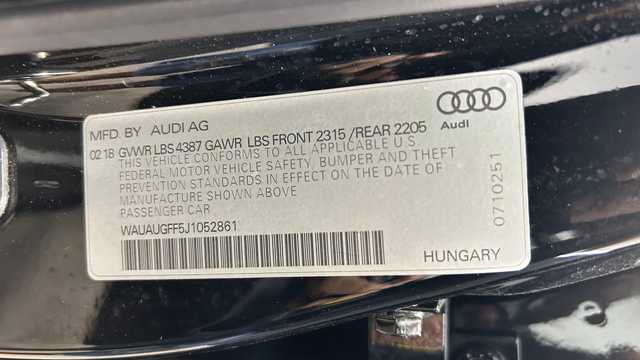 MFD. BY AUDI AG
02 18 GVWR LBS 4387 GAWR LBS FRONT 2315 /REAR 2205
THIS VEHICLE CONFORMS TO ALL APPLICABLE U S
FEDERAL MOTOR VEHICLE SAFETY, BUMPER AND THEFT
PREVENTION STANDARDS IN EFFECT ON THE DATE OF
MANUFACTURE SHOWN ABOVE
PASSENGER CAR
WAUAUGFF5J1052861
Audi
0710251
HUNGARY